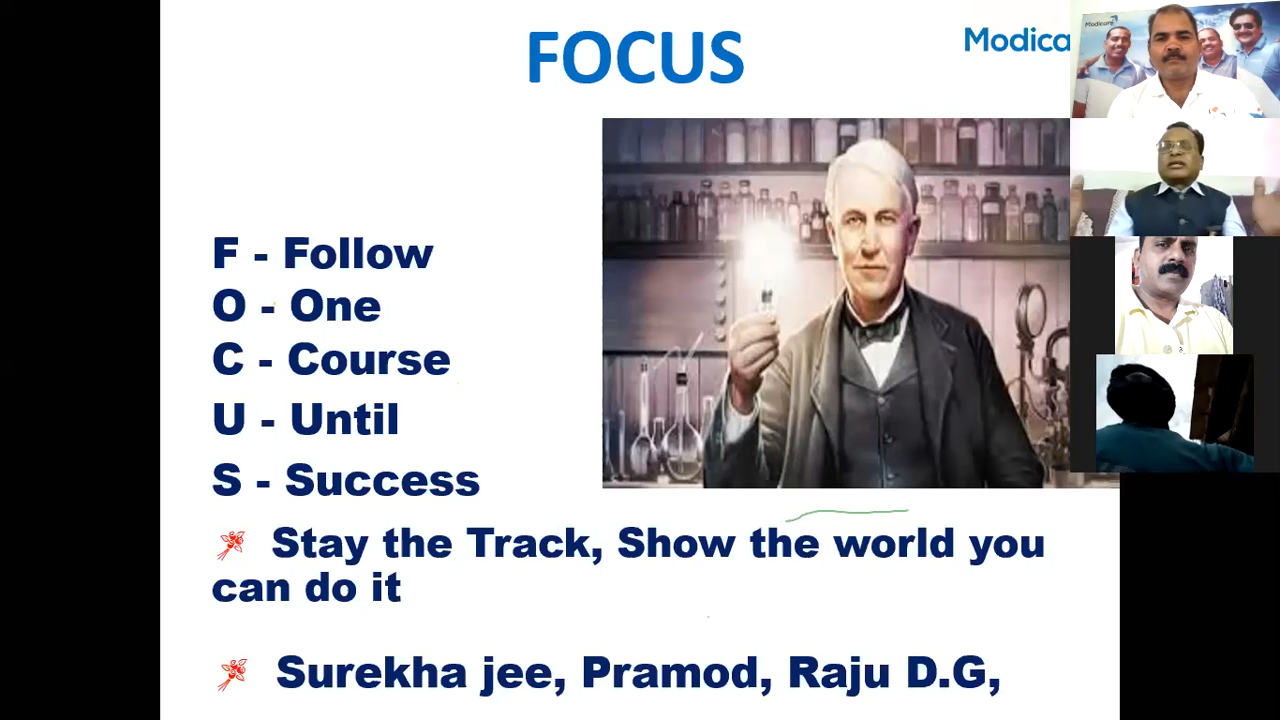 FOCUS
Modica
Modicare
F - Follow
O - One
C - Course
U - Until
S - Success
Stay the Track, Show the world you
can do it
Surekha jee, Pramod, Raju D.G,